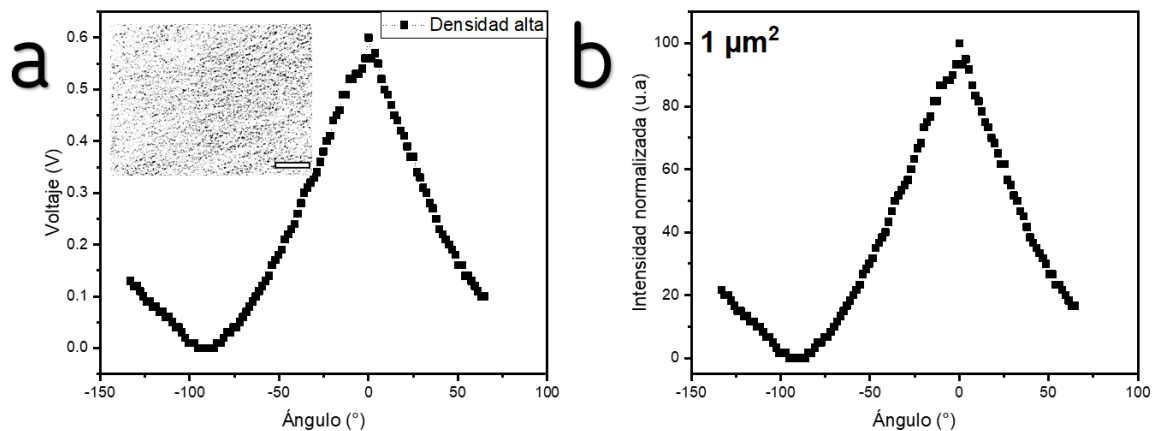 a
Densidad alta
0.6
0.5
0.4
0.3
0.2
0.1
0.0
Voltaje (V)
-150 -100 -50 0 50 100
Ángulo (°)
b
1 µm²
100
80
60
40
20
0
Intensidad normalizada (u.a)
-150 -100 -50 0 50 100
Ángulo (°)